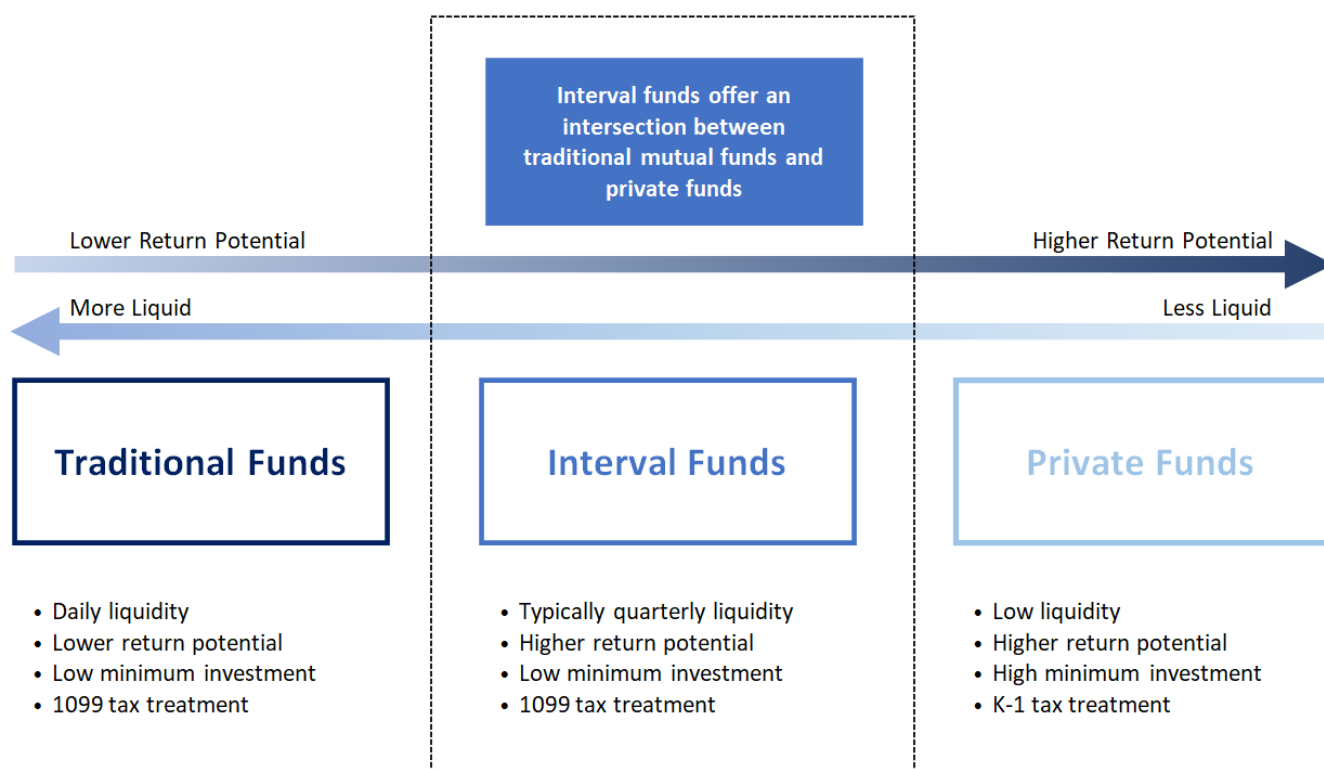 Interval funds offer an
intersection between
traditional mutual funds and
private funds
Lower Return Potential
Higher Return Potential
More Liquid
Less Liquid
Traditional Funds
Interval Funds
Private Funds
• Daily liquidity
• Lower return potential
• Low minimum investment
• 1099 tax treatment
• Typically quarterly liquidity
• Higher return potential
• Low minimum investment
• 1099 tax treatment
• Low liquidity
• Higher return potential
• High minimum investment
• K-1 tax treatment